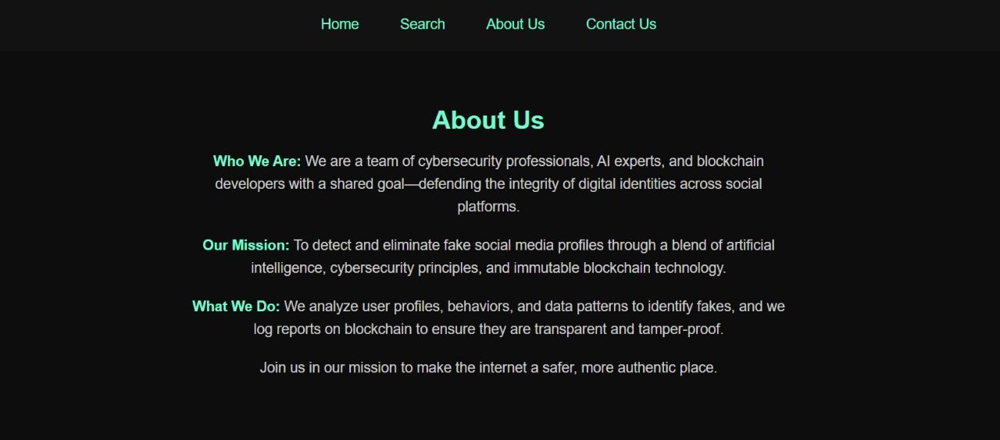 Home Search About Us Contact Us
About Us
Who We Are: We are a team of cybersecurity professionals, AI experts, and blockchain
developers with a shared goal—defending the integrity of digital identities across social
platforms.
Our Mission: To detect and eliminate fake social media profiles through a blend of artificial
intelligence, cybersecurity principles, and immutable blockchain technology.
What We Do: We analyze user profiles, behaviors, and data patterns to identify fakes, and we
log reports on blockchain to ensure they are transparent and tamper-proof.
Join us in our mission to make the internet a safer, more authentic place.